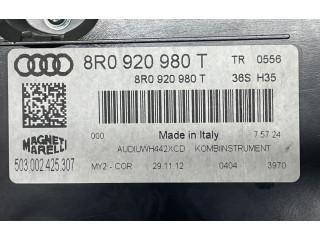 8R0 920 980 T TR 0556
8R0 920 980 T 36S H35
000 Made in Italy 7 57 24
MAGNETI
MARELLI
AUDIUWH442XCD KOMBIINSTRUMENT
503.002.425.307 MY2 - COR 29.11.12 0404 3970